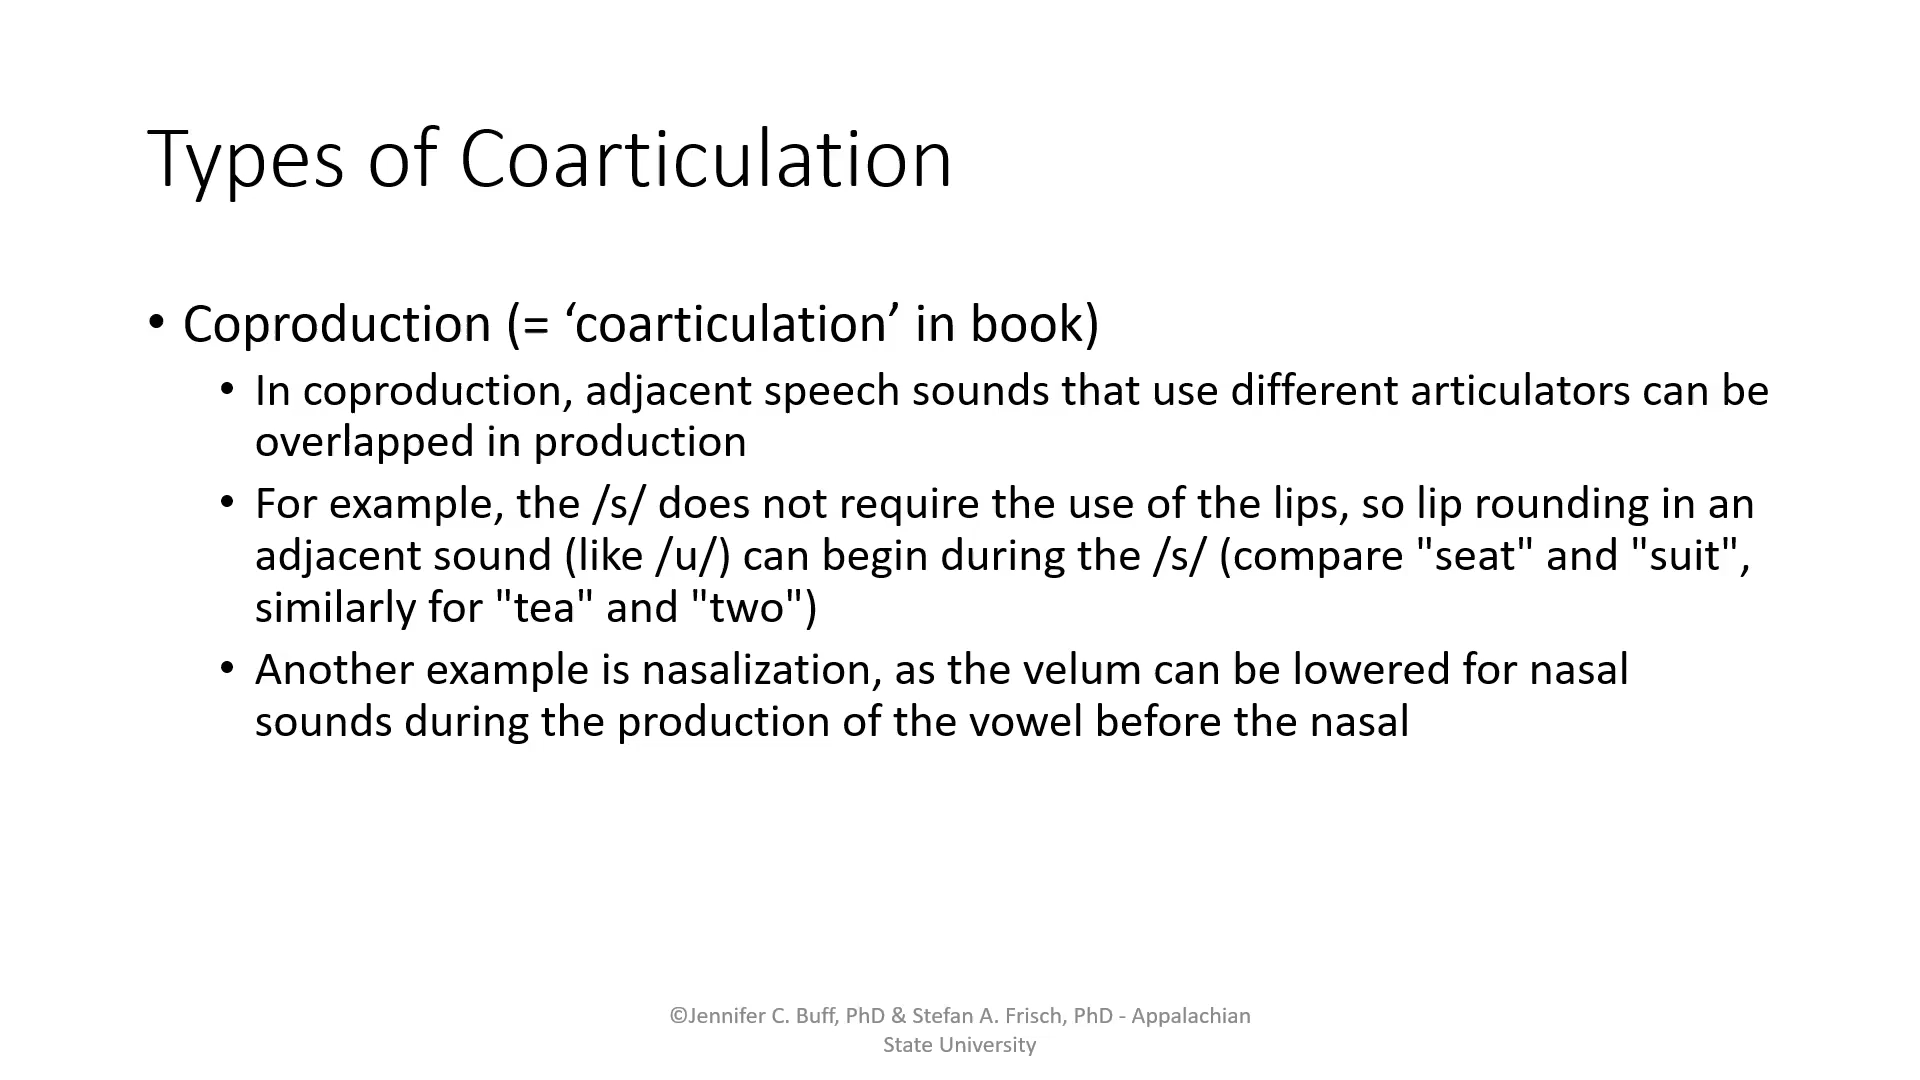 Types of Coarticulation
• Coproduction (= ‘coarticulation’ in book)
• In coproduction, adjacent speech sounds that use different articulators can be
overlapped in production
• For example, the /s/ does not require the use of the lips, so lip rounding in an
adjacent sound (like /u/) can begin during the /s/ (compare "seat" and "suit",
similarly for "tea" and "two")
• Another example is nasalization, as the velum can be lowered for nasal
sounds during the production of the vowel before the nasal
©Jennifer C. Buff, PhD & Stefan A. Frisch, PhD - Appalachian
State University